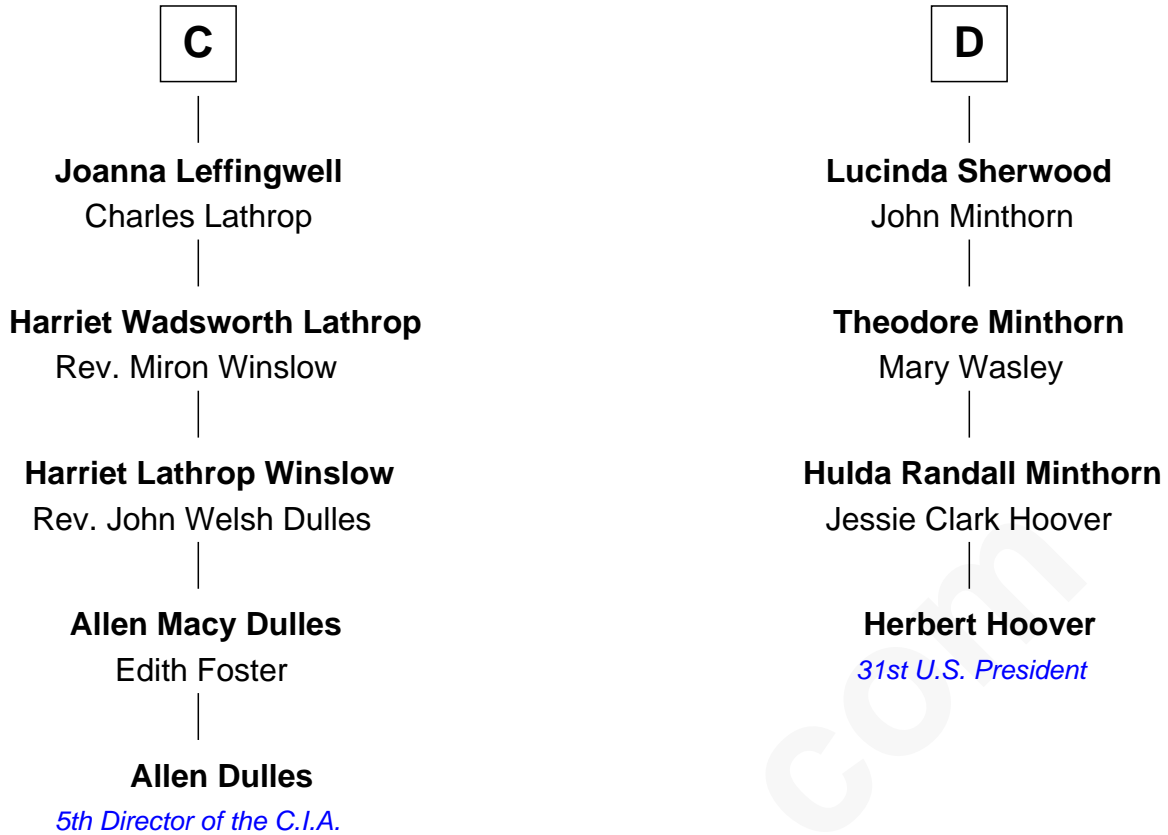 C
Joanna Leffingwell
Charles Lathrop
Harriet Wadsworth Lathrop
Rev. Miron Winslow
Harriet Lathrop Winslow
Rev. John Welsh Dulles
Allen Macy Dulles
Edith Foster
Allen Dulles
5th Director of the C.I.A.
D
Lucinda Sherwood
John Minthorn
Theodore Minthorn
Mary Wasley
Hulda Randall Minthorn
Jessie Clark Hoover
Herbert Hoover
31st U.S. President
com